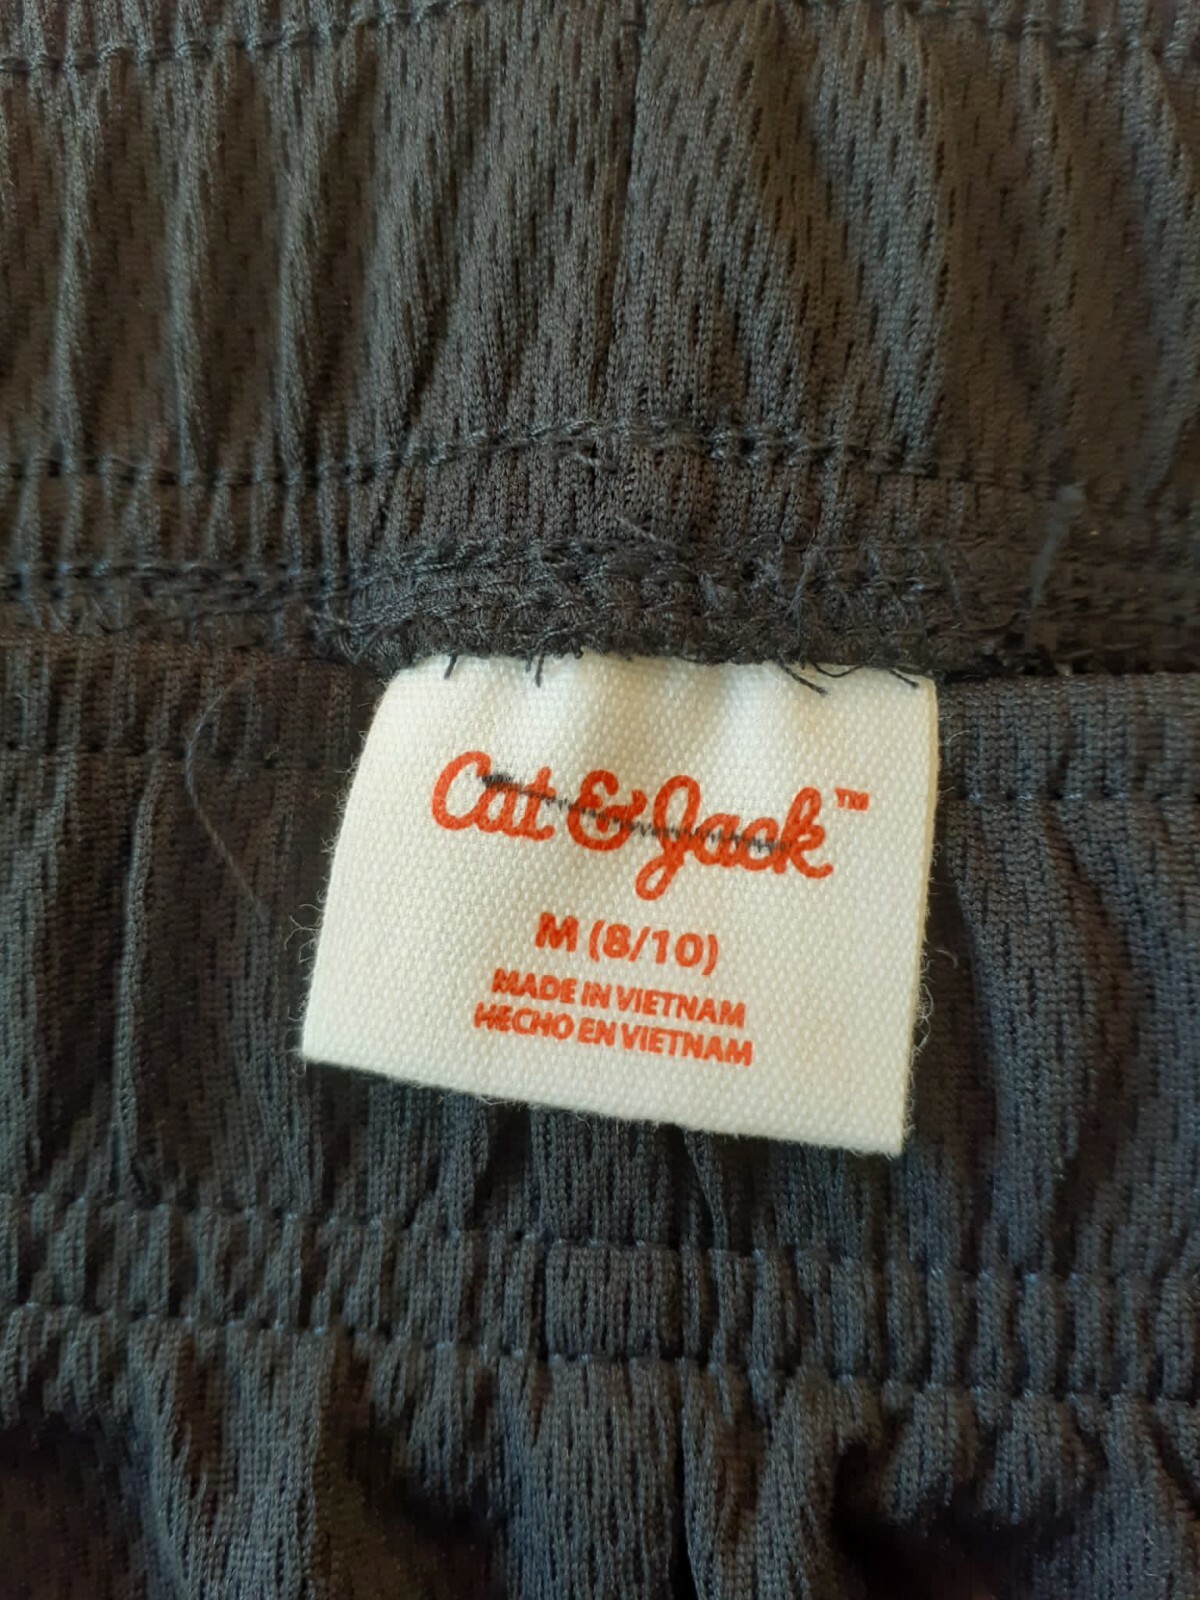 Cat & Jack™
M (8/10)
MADE IN VIETNAM
HECHO EN VIETNAM